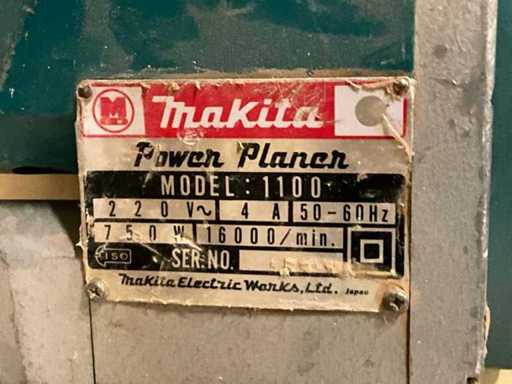 M makita
Power Planer
MODEL: 1100
220V~ 4A 50-60Hz
750W 16000/min.
ISO SER.NO.
Makita Electric Works, Ltd. Japan